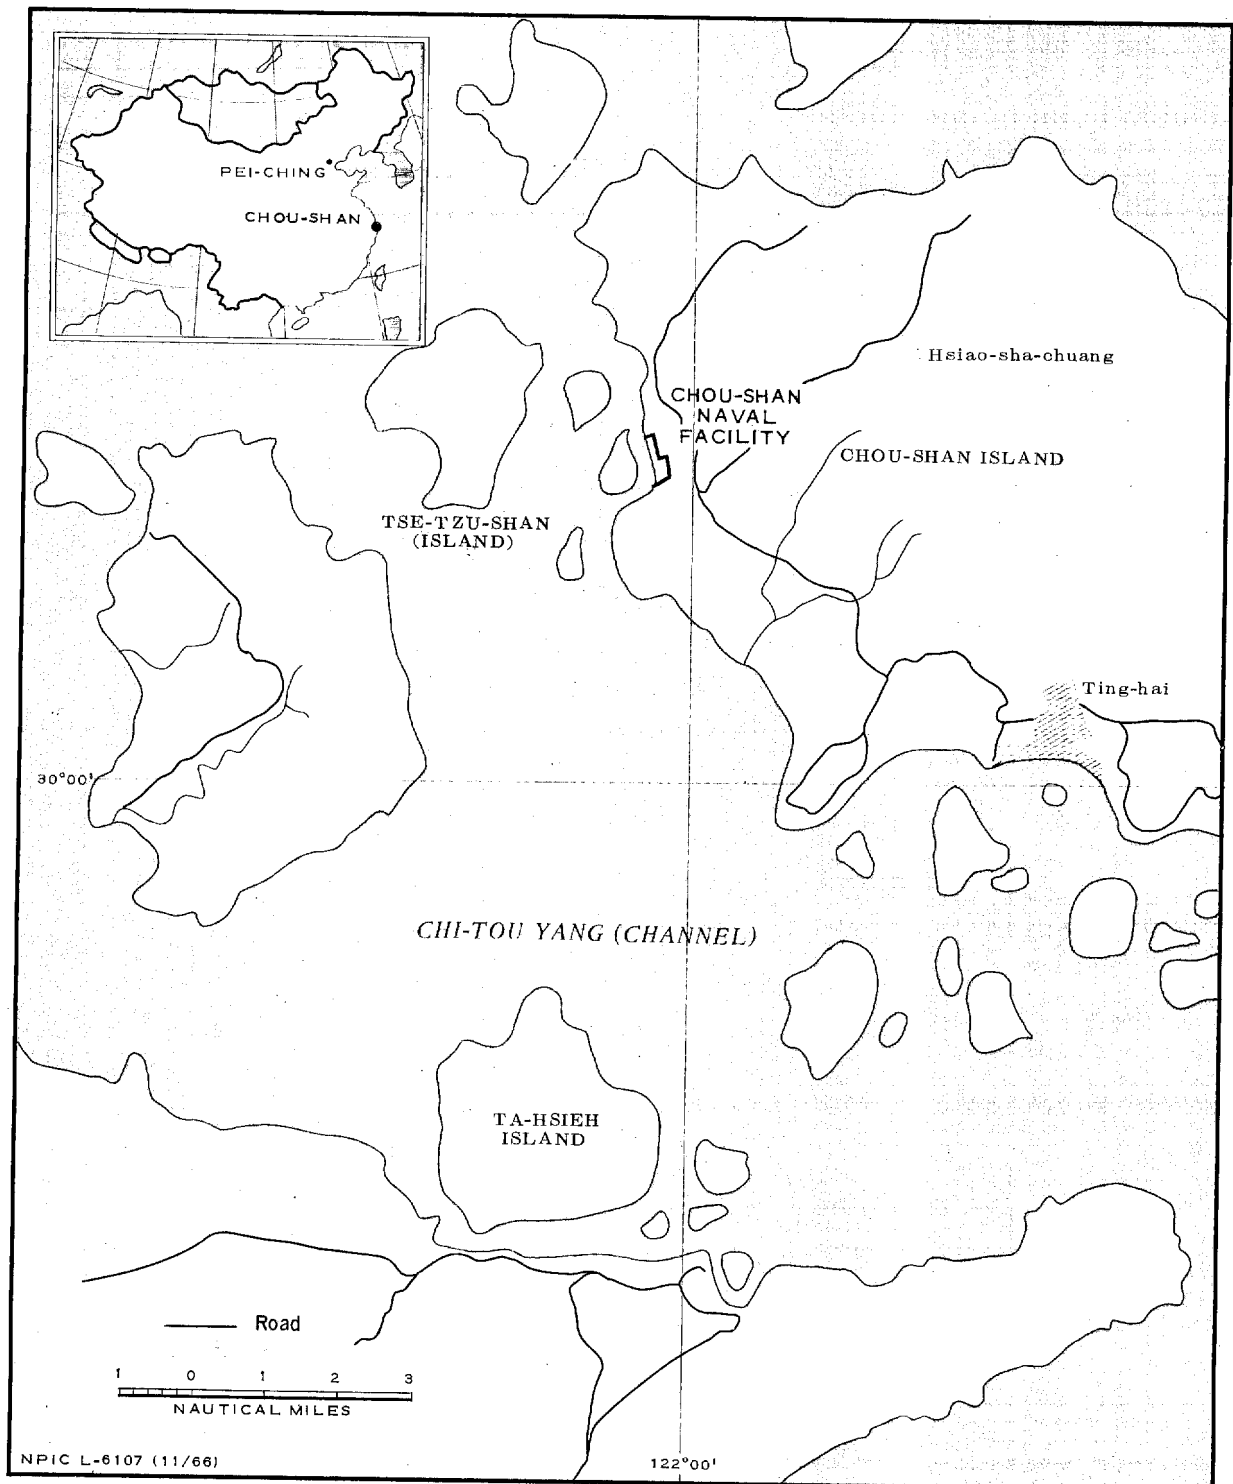 PEI-CHING
CHOU-SHAN
Hsiao-sha-chuang
CHOU-SHAN
NAVAL
FACILITY
CHOU-SHAN ISLAND
TSE-TZU-SHAN
(ISLAND)
Ting-hai
30°00'
CHI-TOU YANG (CHANNEL)
TA-HSIEH
ISLAND
Road
1 0 1 2 3
NAUTICAL MILES
NPIC L-6107 (11/66)
122°00'